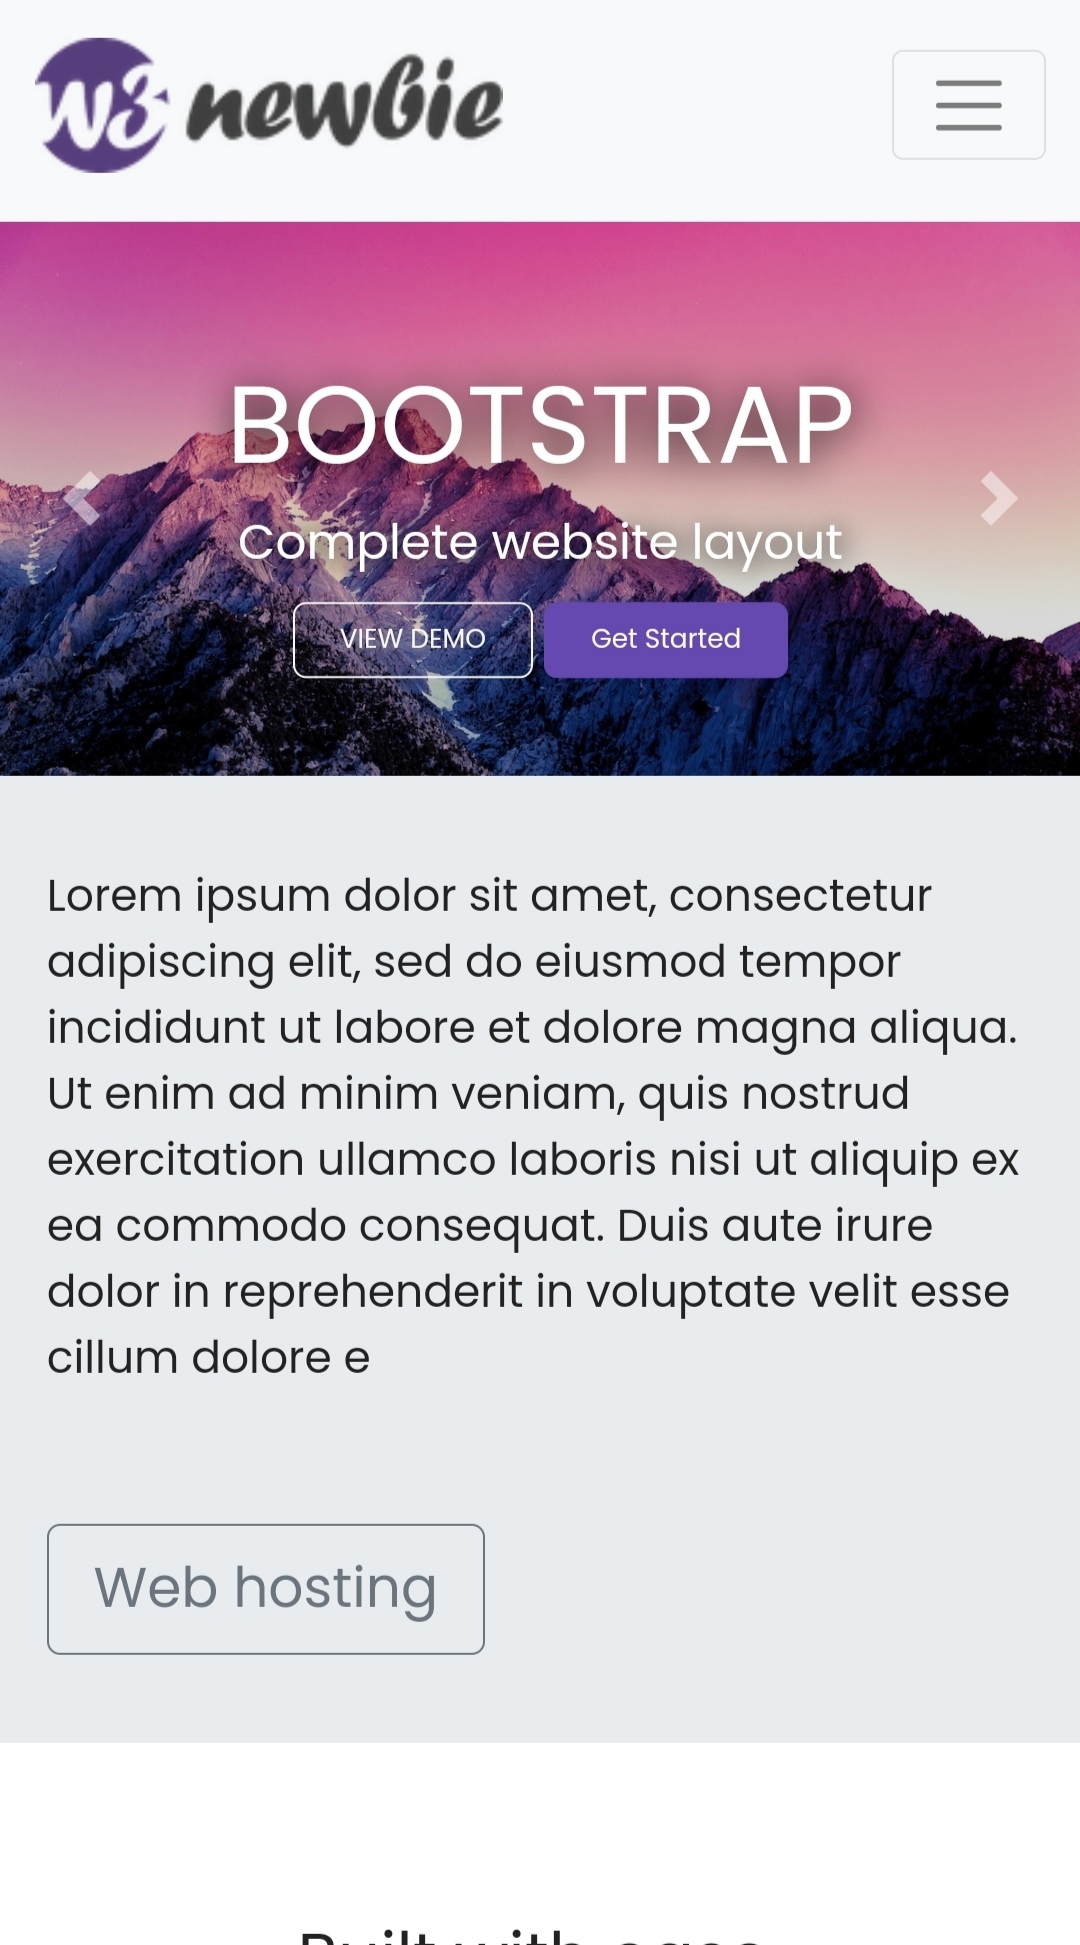 W3 newbie
BOOTSTRAP
Complete website layout
VIEW DEMO
Get Started
Lorem ipsum dolor sit amet, consectetur
adipiscing elit, sed do eiusmod tempor
incididunt ut labore et dolore magna aliqua.
Ut enim ad minim veniam, quis nostrud
exercitation ullamco laboris nisi ut aliquip ex
ea commodo consequat. Duis aute irure
dolor in reprehenderit in voluptate velit esse
cillum dolore e
Web hosting
Built with ease